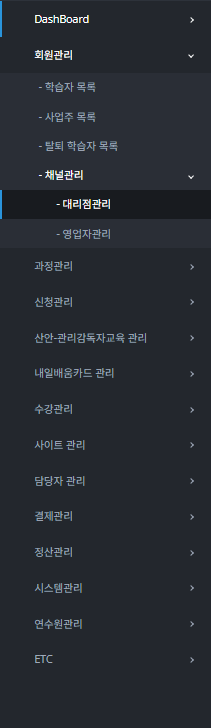 DashBoard
회원관리
- 학습자 목록
- 사업주 목록
- 탈퇴 학습자 목록
- 채널관리
- 대리점관리
- 영업자관리
과정관리
신청관리
산안-관리감독자교육 관리
내일배움카드 관리
수강관리
사이트 관리
담당자 관리
결제관리
정산관리
시스템관리
연수원관리
ETC